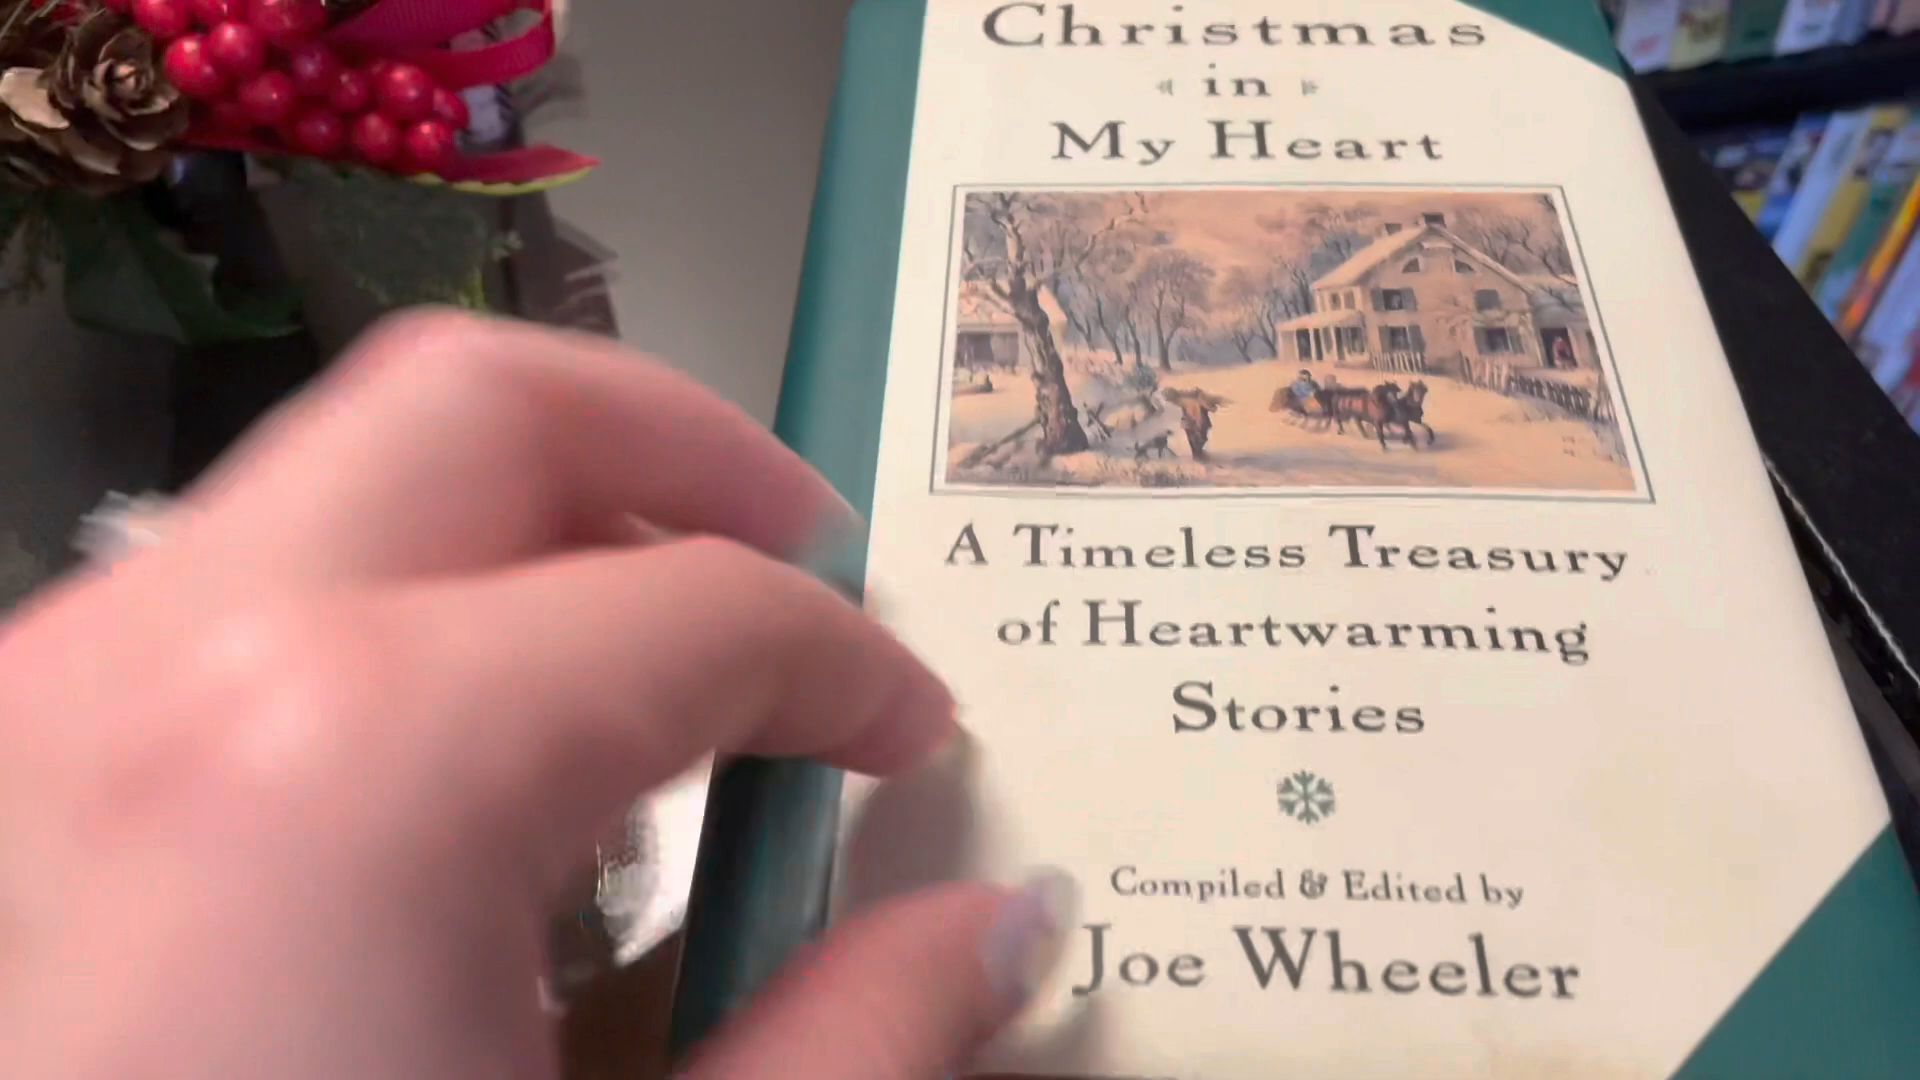 Christmas
in
My Heart
A Timeless Treasury
of Heartwarming
Stories
Compiled & Edited by
Joe Wheeler